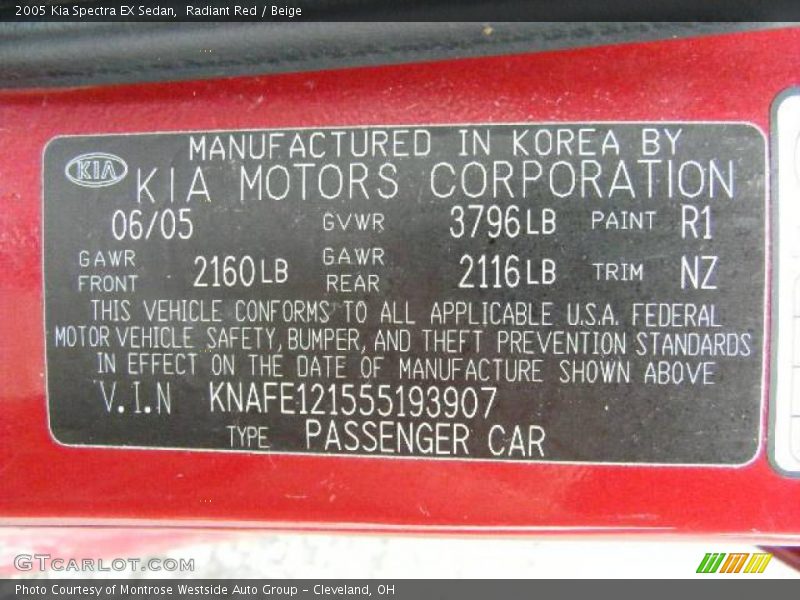 2005 Kia Spectra EX Sedan, Radiant Red / Beige
MANUFACTURED IN KOREA BY
KIA KIA MOTORS CORPORATION
06/05 GVWR 3796LB PAINT R1
GAWR FRONT 2160LB GAWR REAR 2116LB TRIM NZ
THIS VEHICLE CONFORMS TO ALL APPLICABLE U.S.A. FEDERAL
MOTOR VEHICLE SAFETY, BUMPER, AND THEFT PREVENTION STANDARDS
IN EFFECT ON THE DATE OF MANUFACTURE SHOWN ABOVE
V.I.N KNAFE121555193907
TYPE PASSENGER CAR
GTCARLOT.COM
Photo Courtesy of Montrose Westside Auto Group - Cleveland, OH